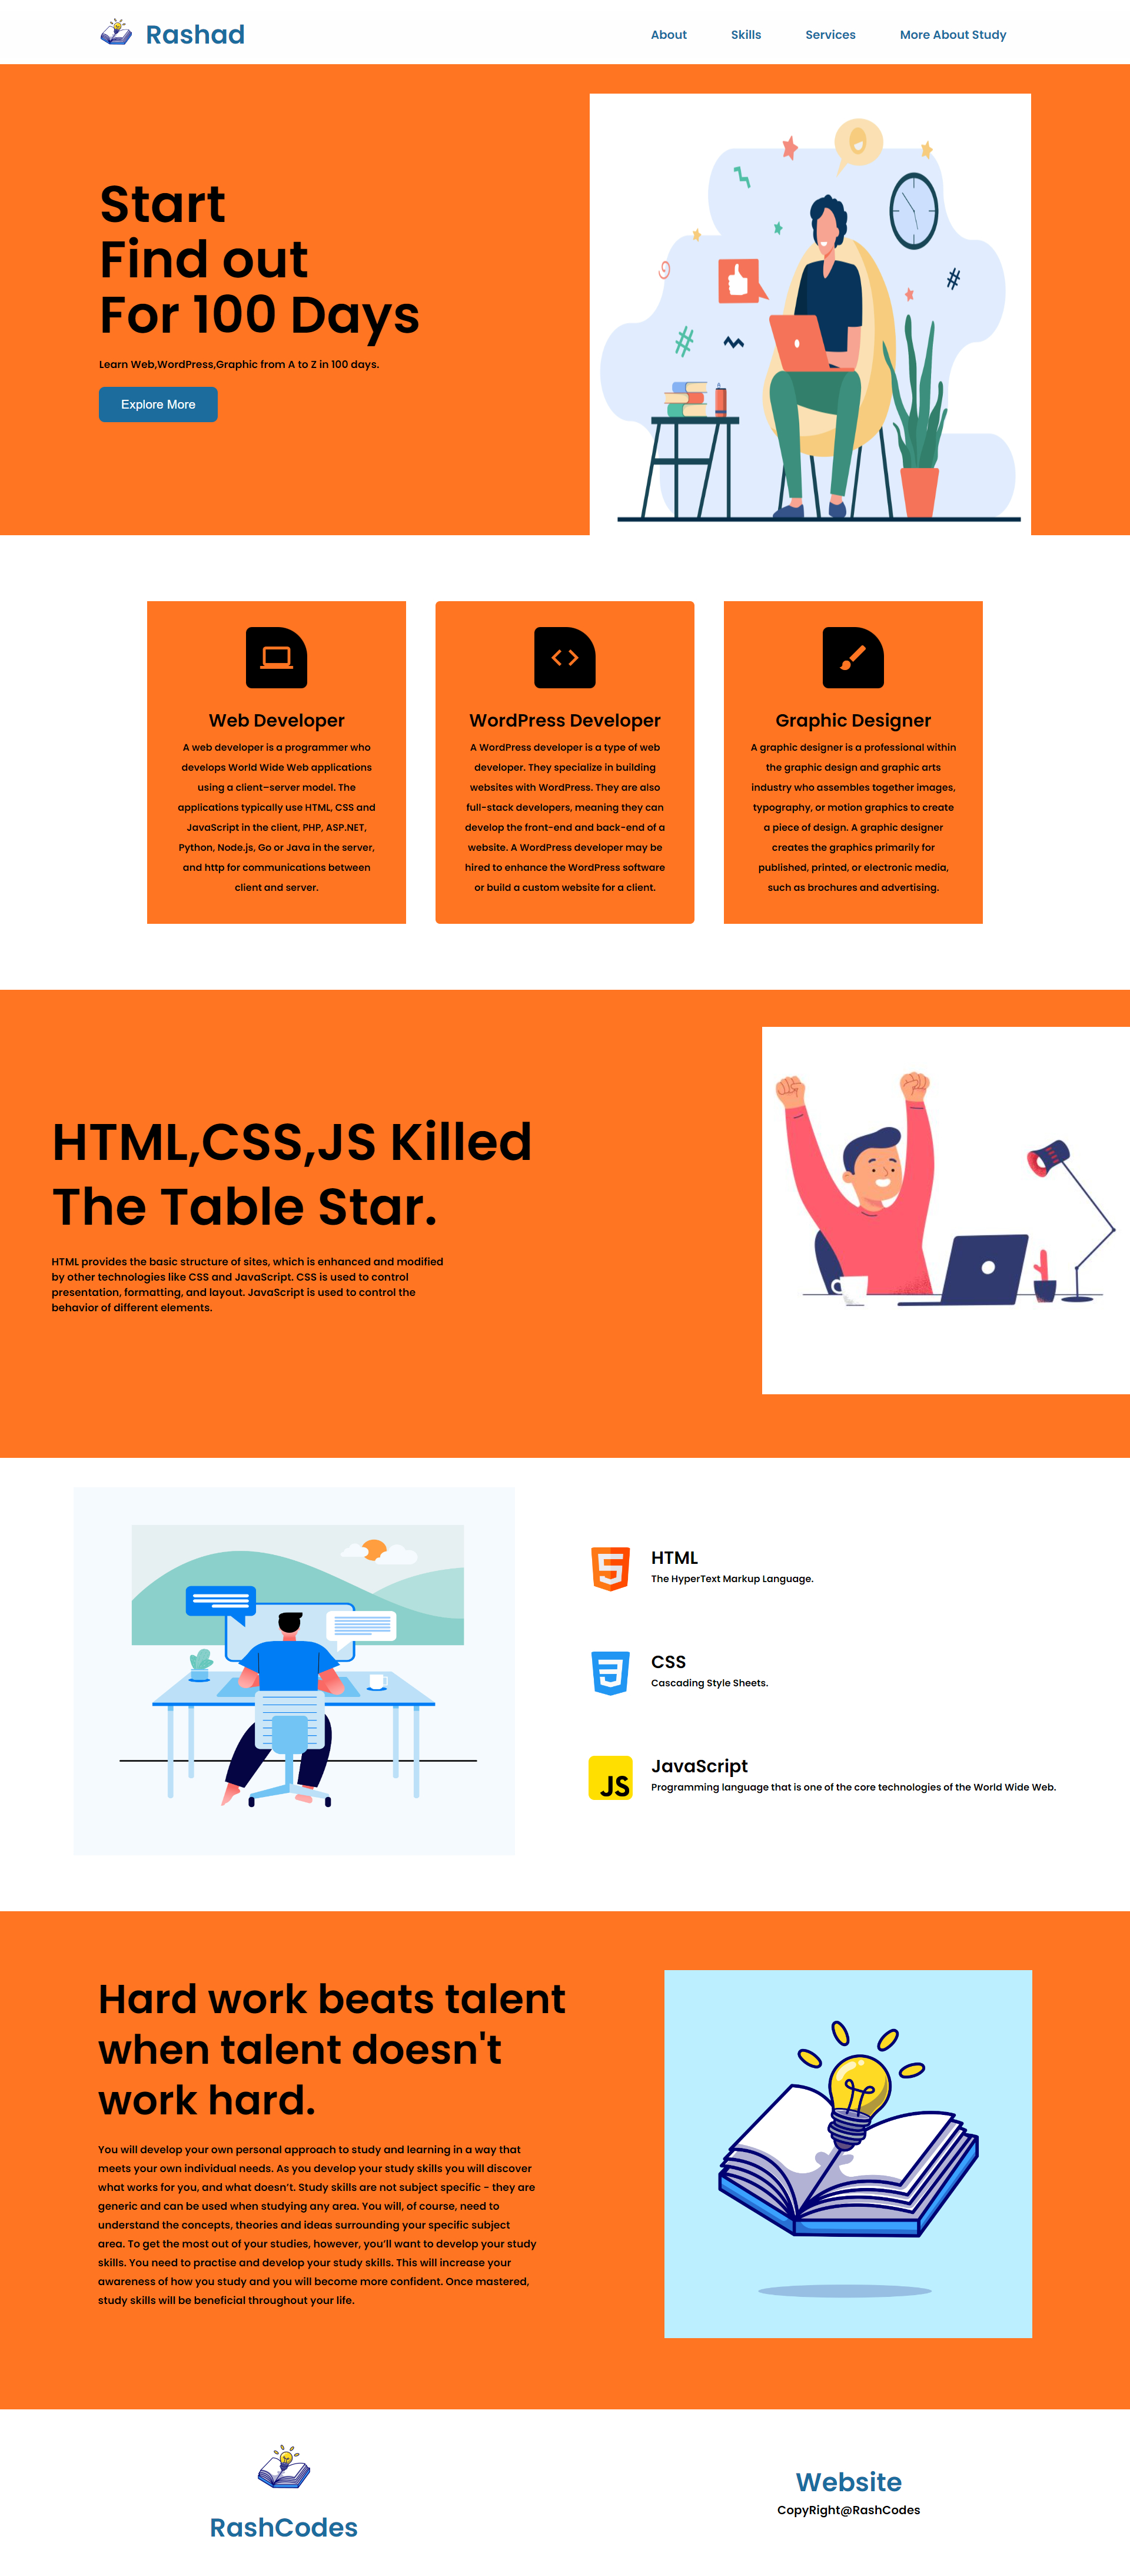 Rashad
About Skills Services More About Study
Start
Find out
For 100 Days
Learn Web,WordPress,Graphic from A to Z in 100 days.
Explore More
Web Developer
A web developer is a programmer who
develops World Wide Web applications
using a client–server model. The
applications typically use HTML, CSS and
JavaScript in the client, PHP, ASP.NET,
Python, Node.js, Go or Java in the server,
and http for communications between
client and server.
WordPress Developer
A WordPress developer is a type of web
developer. They specialize in building
websites with WordPress. They are also
full-stack developers, meaning they can
develop the front-end and back-end of a
website. A WordPress developer may be
hired to enhance the WordPress software
or build a custom website for a client.
Graphic Designer
A graphic designer is a professional within
the graphic design and graphic arts
industry who assembles together images,
typography, or motion graphics to create
a piece of design. A graphic designer
creates the graphics primarily for
published, printed, or electronic media,
such as brochures and advertising.
HTML,CSS,JS Killed
The Table Star.
HTML provides the basic structure of sites, which is enhanced and modified
by other technologies like CSS and JavaScript. CSS is used to control
presentation, formatting, and layout. JavaScript is used to control the
behavior of different elements.
HTML
The HyperText Markup Language.
CSS
Cascading Style Sheets.
JS
JavaScript
Programming language that is one of the core technologies of the World Wide Web.
Hard work beats talent
when talent doesn't
work hard.
You will develop your own personal approach to study and learning in a way that
meets your own individual needs. As you develop your study skills you will discover
what works for you, and what doesn't. Study skills are not subject specific - they are
generic and can be used when studying any area. You will, of course, need to
understand the concepts, theories and ideas surrounding your specific subject
area. To get the most out of your studies, however, you'll want to develop your study
skills. You need to practise and develop your study skills. This will increase your
awareness of how you study and you will become more confident. Once mastered,
study skills will be beneficial throughout your life.
RashCodes
Website
CopyRight@RashCodes